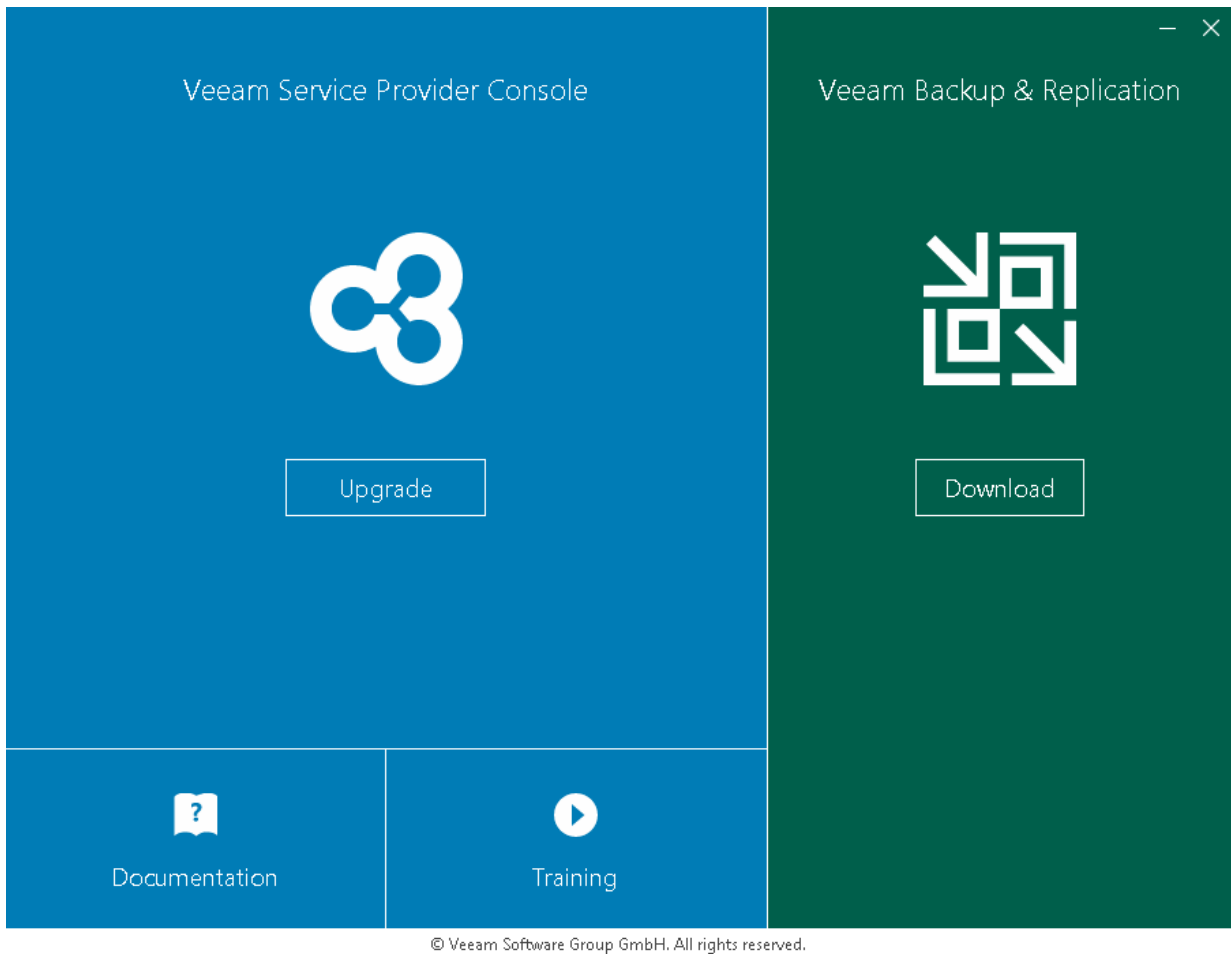 Veeam Service Provider Console
Veeam Backup & Replication
Upgrade
Download
?
Documentation
Training
© Veeam Software Group GmbH. All rights reserved.